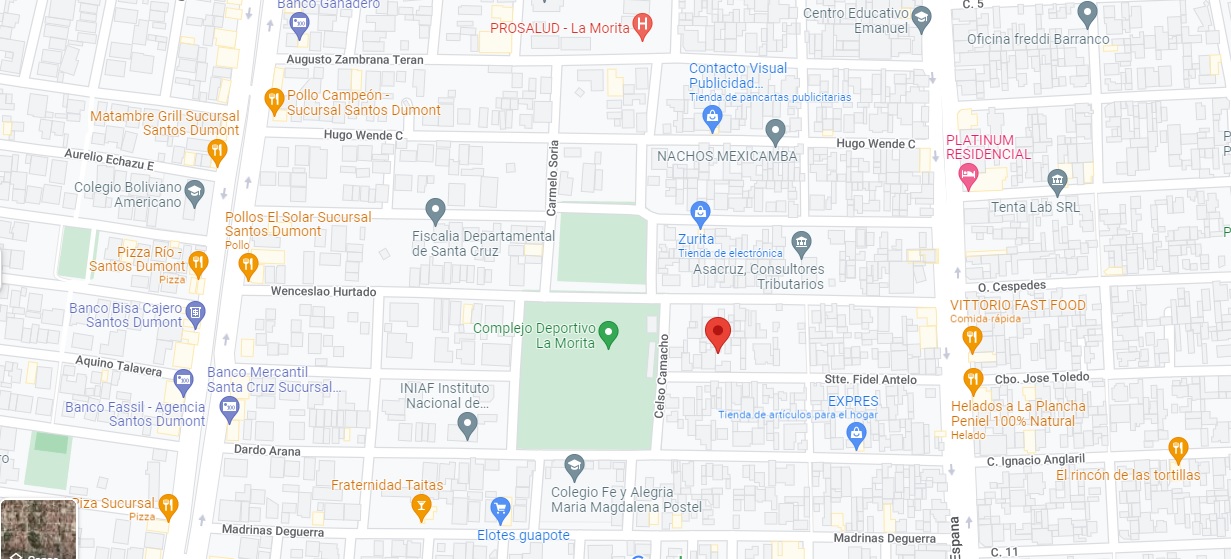 Banco Ganadero
PROSALUD - La Morita
Centro Educativo
Emanuel
C. 5
Oficina freddi Barranco
Augusto Zambrana Teran
Contacto Visual
Publicidad...
Tienda de pancartas publicitarias
Pollo Campeón -
Sucursal Santos Dumont
Matambre Grill Sucursal
Santos Dumont
Hugo Wende C
Hugo Wende C
Aurelio Echazu E
Carmelo Soria
NACHOS MEXICAMBA
PLATINUM
RESIDENCIAL
Colegio Boliviano
Americano
Tenta Lab SRL
Pollos El Solar Sucursal
Santos Dumont
Pollo
Fiscalia Departamental
de Santa Cruz
Zurita
Tienda de electrónica
Pizza Río -
Santos Dumont
Pizza
Asacruz, Consultores
Tributarios
Wenceslao Hurtado
O. Cespedes
Banco Bisa Cajero
Santos Dumont
VITTORIO FAST FOOD
Comida rápida
Complejo Deportivo
La Morita
Celso Camacho
Aquino Talavera
Banco Mercantil
Santa Cruz Sucursal...
Stte. Fidel Antelo
Cbo. Jose Toledo
INIAF Instituto
Nacional de...
EXPRES
Tienda de artículos para el hogar
Banco Fassil - Agencia
Santos Dumont
Helados a La Plancha
Peniel 100% Natural
Helado
Dardo Arana
C. Ignacio Anglaril
El rincón de las tortillas
Colegio Fe y Alegria
Maria Magdalena Postel
Fraternidad Taitas
Piza Sucursal
Pizza
Elotes guapote
Madrinas Deguerra
Madrinas Deguerra
Espana
C. 11